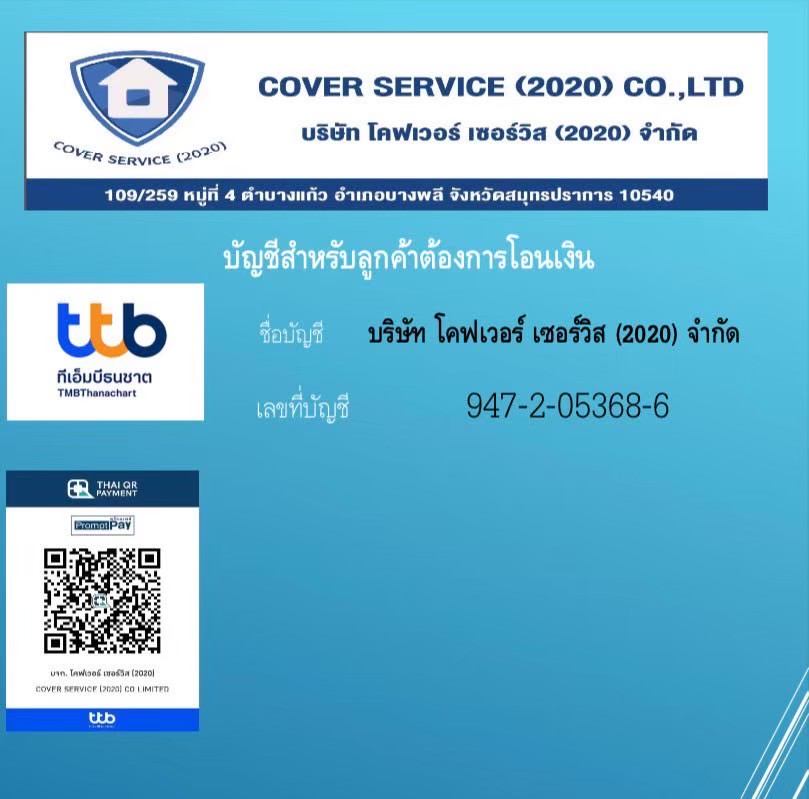 COVER SERVICE (2020) CO.,LTD
บริษัท โคฟเวอร์ เซอร์วิส (2020) จำกัด
COVER SERVICE (2020)
109/259 หมู่ที่ 4 ตำบางแก้ว อำเภอบางพลี จังหวัดสมุทรปราการ 10540
บัญชีสำหรับลูกค้าต้องการโอนเงิน
ttb
ทีเอ็มบีธนชาต
TMBThanachart
ชื่อบัญชี บริษัท โคฟเวอร์ เซอร์วิส (2020) จำกัด
เลขที่บัญชี 947-2-05368-6
THAI QR
PAYMENT
PromptPay
บจก. โคฟเวอร์ เซอร์วิส (2020)
COVER SERVICE (2020) CO LIMITED
ttb